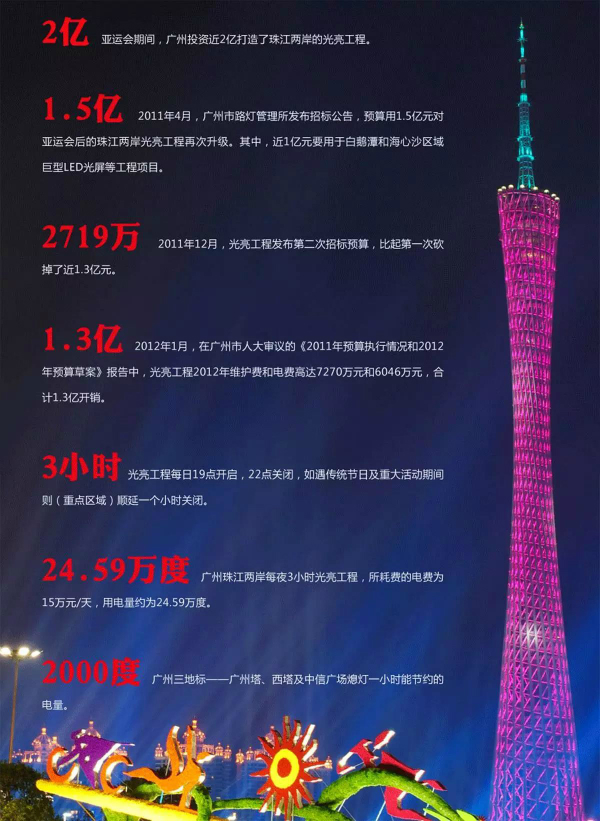 2亿 亚运会期间，广州投资近2亿打造了珠江两岸的光亮工程。
1.5亿 2011年4月，广州市路灯管理所发布招标公告，预算用1.5亿元对
亚运会后的珠江两岸光亮工程再次升级。其中，近1亿元要用于白鹅潭和海心沙区域
巨型LED光屏等工程项目。
2719万 2011年12月，光亮工程发布第二次招标预算，比起第一次砍
掉了近1.3亿元。
1.3亿 2012年1月，在广州市人大审议的《2011年预算执行情况和2012
年预算草案》报告中，光亮工程2012年维护费和电费高达7270万元和6046万元，合
计1.3亿开销。
3小时 光亮工程每日19点开启，22点关闭，如遇传统节日及重大活动期间
则（重点区域）顺延一个小时关闭。
24.59万度 广州珠江两岸每夜3小时光亮工程，所耗费的电费为
15万元/天，用电量约为24.59万度。
2000度 广州三地标——广州塔、西塔及中信广场熄灯一小时能节约的
电量。